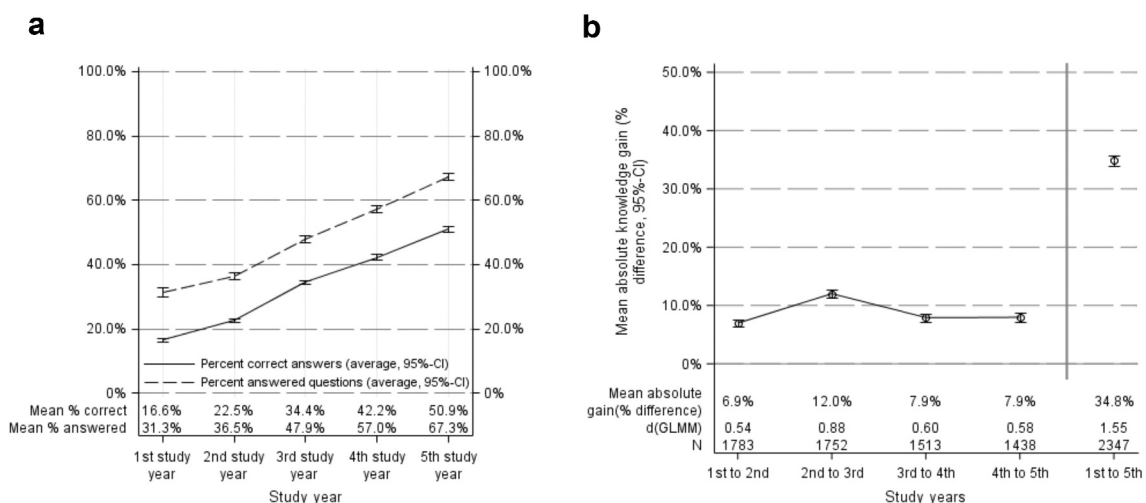 a
100.0%
80.0%
60.0%
40.0%
20.0%
0%
100.0%
80.0%
60.0%
40.0%
20.0%
0%
Percent correct answers (average, 95%-CI)
Percent answered questions (average, 95%-CI)
Mean % correct 16.6% 22.5% 34.4% 42.2% 50.9%
Mean % answered 31.3% 36.5% 47.9% 57.0% 67.3%
1st study 2nd study 3rd study 4th study 5th study
year year year year year
Study year
b
Mean absolute knowledge gain (%
difference, 95%-CI)
50.0%
40.0%
30.0%
20.0%
10.0%
0%
Mean absolute
gain(% difference) 6.9% 12.0% 7.9% 7.9% 34.8%
d(GLMM) 0.54 0.88 0.60 0.58 1.55
N 1783 1752 1513 1438 2347
1st to 2nd 2nd to 3rd 3rd to 4th 4th to 5th 1st to 5th
Study years